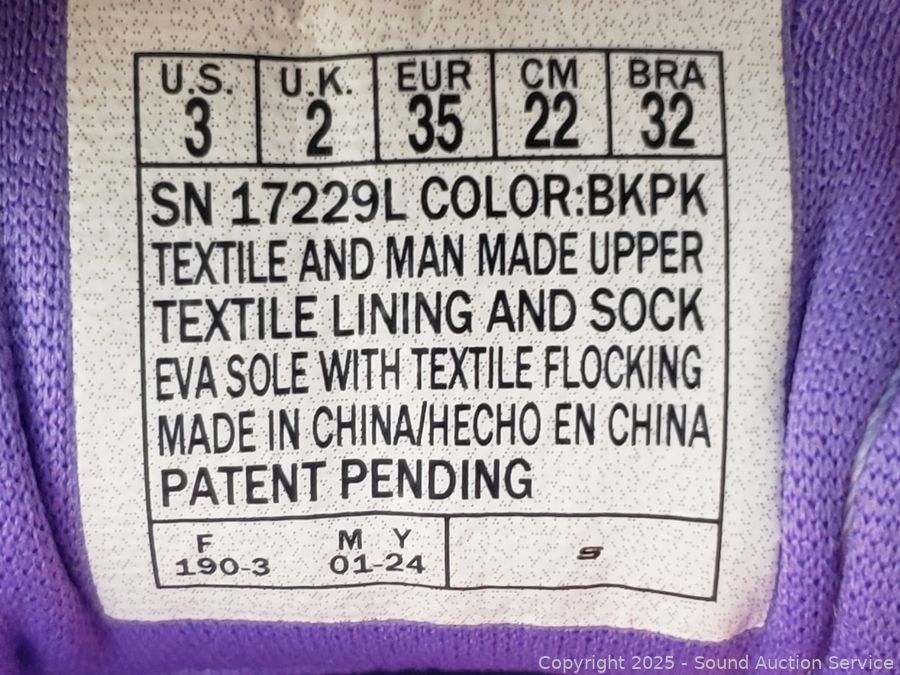 U.S. U.K. EUR CM BRA
3 2 35 22 32
SN 17229L COLOR:BKPK
TEXTILE AND MAN MADE UPPER
TEXTILE LINING AND SOCK
EVA SOLE WITH TEXTILE FLOCKING
MADE IN CHINA/HECHO EN CHINA
PATENT PENDING
F M Y
190-3 01-24 S
Copyright 2025 - Sound Auction Service